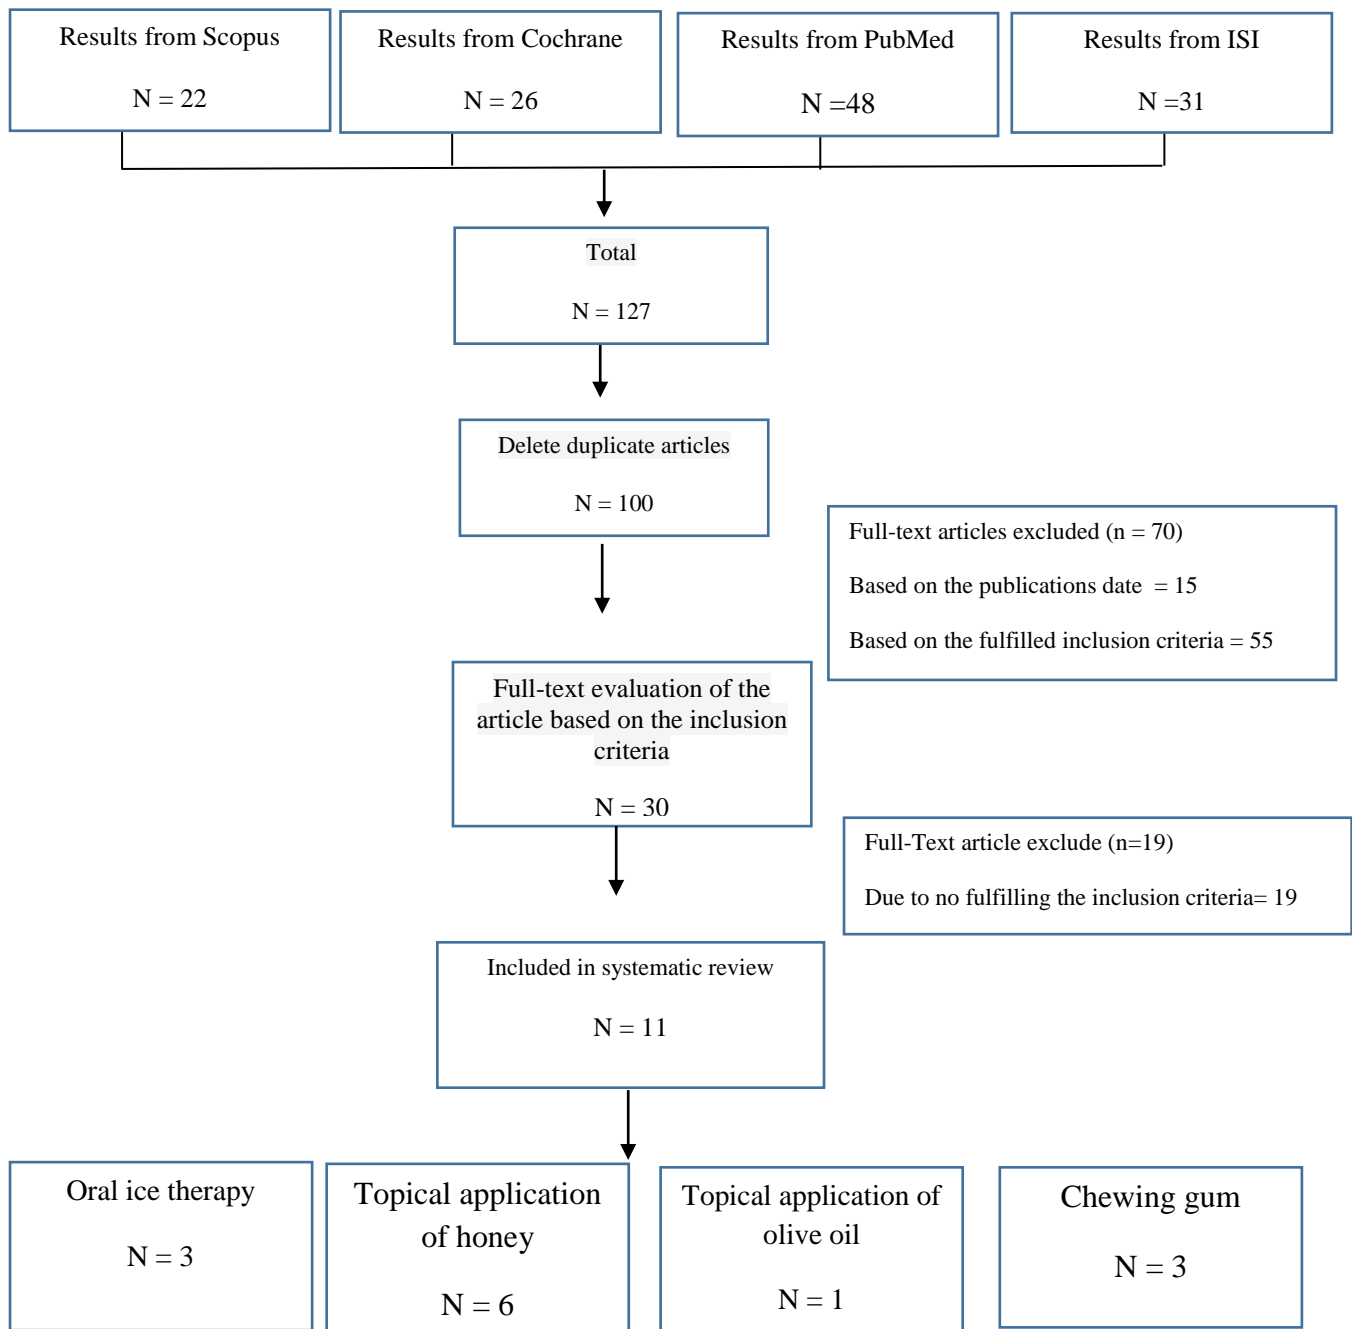 Results from Scopus
N = 22
Results from Cochrane
N = 26
Results from PubMed
N =48
Results from ISI
N =31
Total
N = 127
Delete duplicate articles
N = 100
Full-text articles excluded (n = 70)
Based on the publications date = 15
Based on the fulfilled inclusion criteria = 55
Full-text evaluation of the
article based on the inclusion
criteria
N = 30
Full-Text article exclude (n=19)
Due to no fulfilling the inclusion criteria= 19
Included in systematic review
N = 11
Oral ice therapy
N = 3
Topical application
of honey
N = 6
Topical application of
olive oil
N = 1
Chewing gum
N = 3